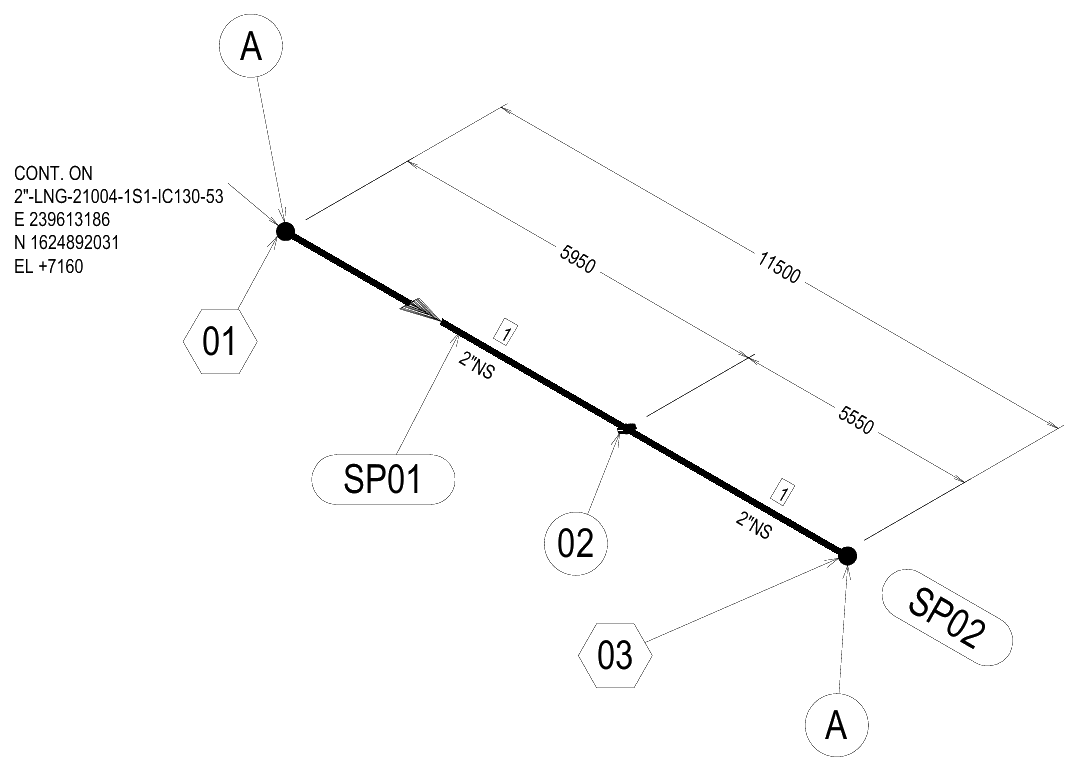 A
CONT. ON
2"-LNG-21004-1S1-IC130-53
E 239613186
N 1624892031
EL +7160
5950
11500
01
1
2"NS
SP01
5550
1
2"NS
02
SP02
03
A